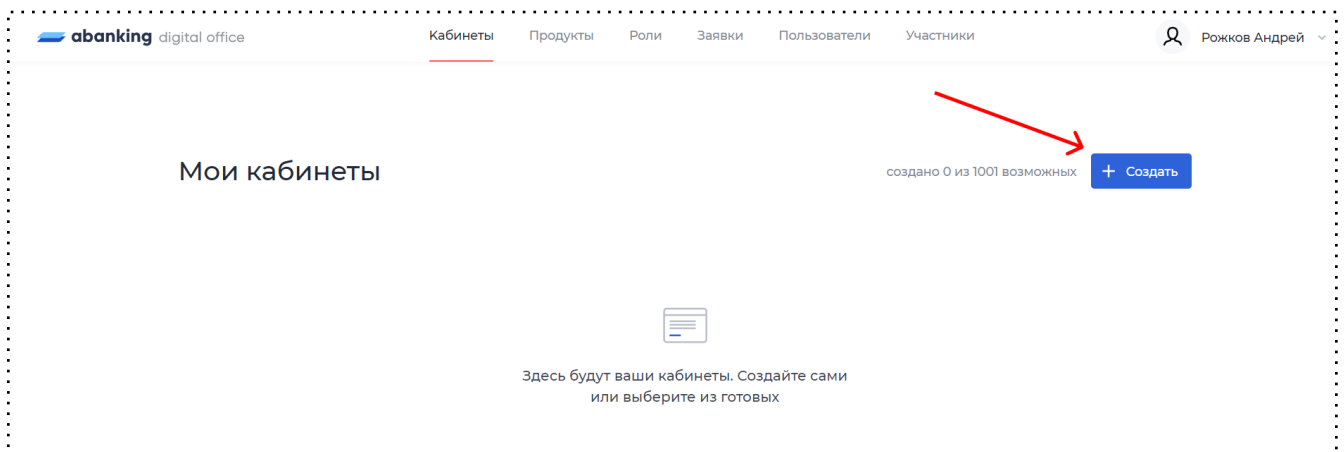 abanking digital office
Кабинеты Продукты Роли Заявки Пользователи Участники
Рожков Андрей
Мои кабинеты
создано 0 из 1001 возможных
+ Создать
Здесь будут ваши кабинеты. Создайте сами
или выберите из готовых